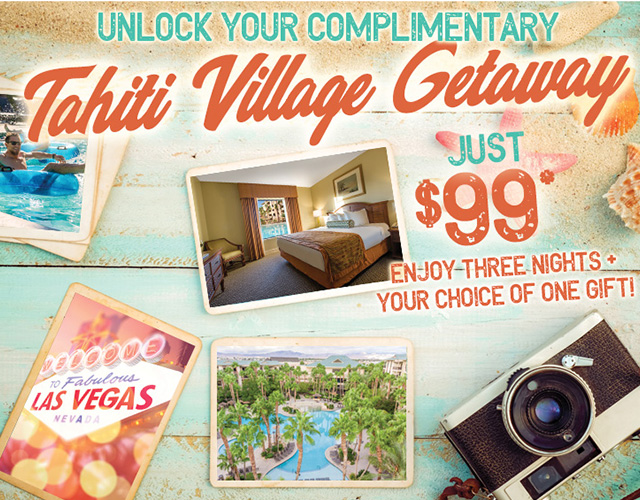 UNLOCK YOUR COMPLIMENTARY
Tahiti Village Getaway
JUST
$99*
ENJOY THREE NIGHTS +
YOUR CHOICE OF ONE GIFT!
WELCOME
TO Fabulous
LAS VEGAS
NEVADA